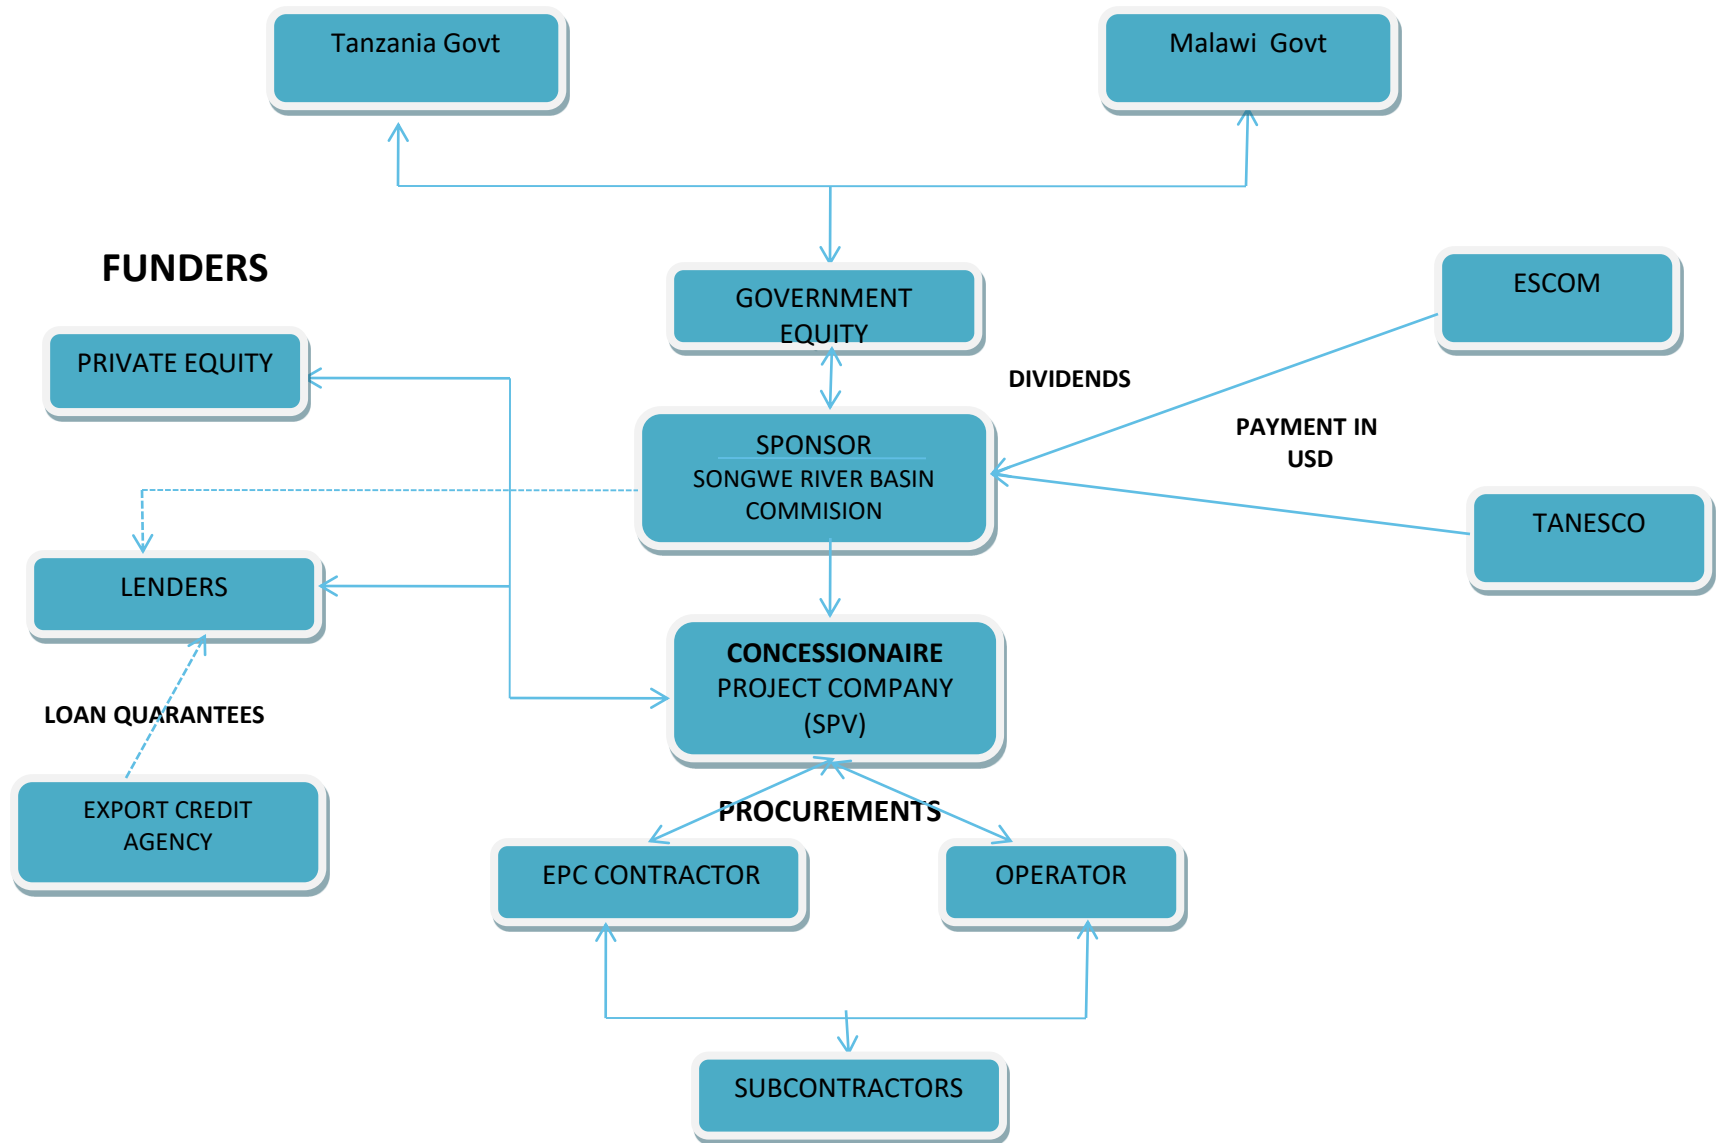 Tanzania Govt
Malawi  Govt
FUNDERS
GOVERNMENT
EQUITY
ESCOM
PRIVATE EQUITY
DIVIDENDS
PAYMENT IN
USD
SPONSOR
SONGWE RIVER BASIN
COMMISION
TANESCO
LENDERS
CONCESSIONAIRE
PROJECT COMPANY
(SPV)
LOAN QUARANTEES
EXPORT CREDIT
AGENCY
PROCUREMENTS
EPC CONTRACTOR
OPERATOR
SUBCONTRACTORS